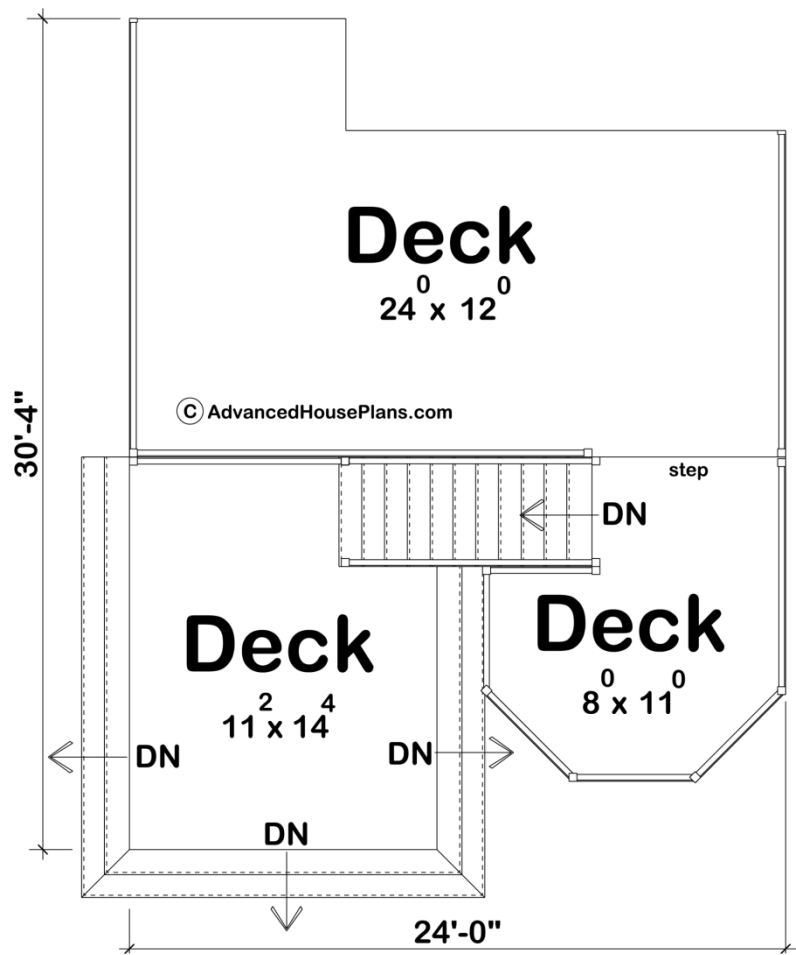 Deck
24⁰ x 12⁰
30'-4"
© AdvancedHousePlans.com
step
DN
Deck
8⁰ x 11⁰
Deck
11² x 14⁴
DN
DN
DN
24'-0"